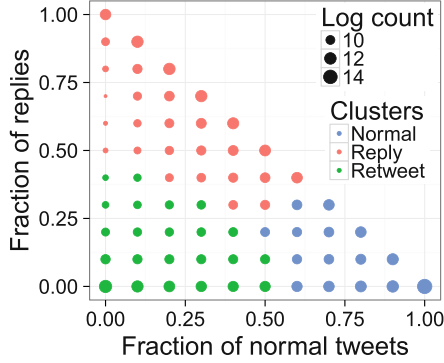 Log count
10
12
14
Clusters
Normal
Reply
Retweet
Fraction of replies
1.00
0.75
0.50
0.25
0.00
0.00 0.25 0.50 0.75 1.00
Fraction of normal tweets